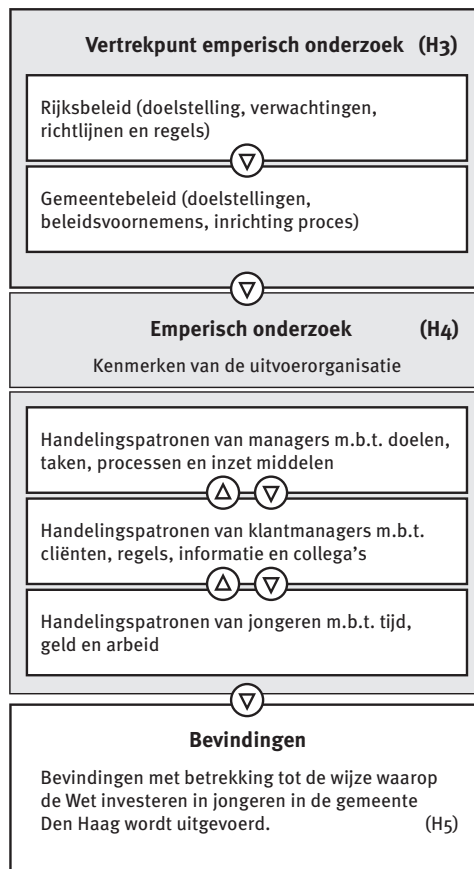 Vertrekpunt emperisch onderzoek (H3)
Rijksbeleid (doelstelling, verwachtingen,
richtlijnen en regels)
Gemeentebeleid (doelstellingen,
beleidsvoornemens, inrichting proces)
Emperisch onderzoek (H4)
Kenmerken van de uitvoerorganisatie
Handelingspatronen van managers m.b.t. doelen,
taken, processen en inzet middelen
Handelingspatronen van klantmanagers m.b.t.
cliënten, regels, informatie en collega's
Handelingspatronen van jongeren m.b.t. tijd,
geld en arbeid
Bevindingen
Bevindingen met betrekking tot de wijze waarop
de Wet investeren in jongeren in de gemeente
Den Haag wordt uitgevoerd. (H5)